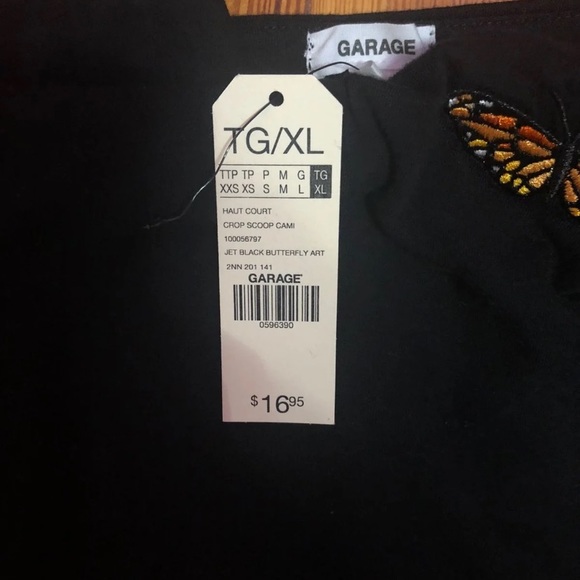 GARAGE
TG/XL
TTP TP P M G TG
XXS XS S M L XL
HAUT COURT
CROP SCOOP CAMI
100056797
JET BLACK BUTTERFLY ART
2NN 201 141
GARAGE
0596390
$16.95